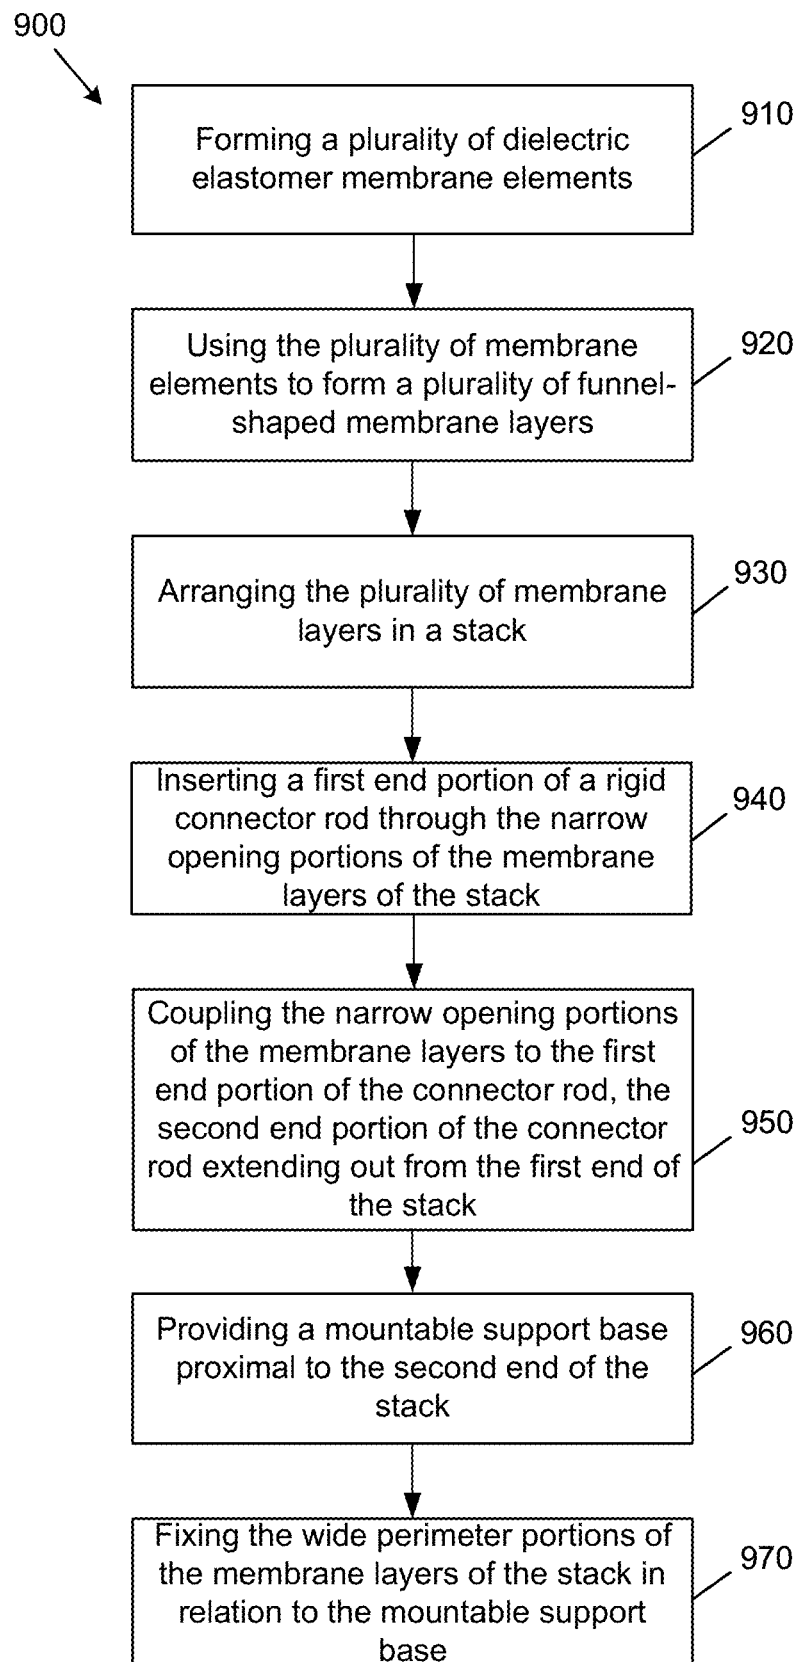 900
910
Forming a plurality of dielectric
elastomer membrane elements
920
Using the plurality of membrane
elements to form a plurality of funnel-
shaped membrane layers
930
Arranging the plurality of membrane
layers in a stack
940
Inserting a first end portion of a rigid
connector rod through the narrow
opening portions of the membrane
layers of the stack
950
Coupling the narrow opening portions
of the membrane layers to the first
end portion of the connector rod, the
second end portion of the connector
rod extending out from the first end of
the stack
960
Providing a mountable support base
proximal to the second end of the
stack
970
Fixing the wide perimeter portions of
the membrane layers of the stack in
relation to the mountable support
base